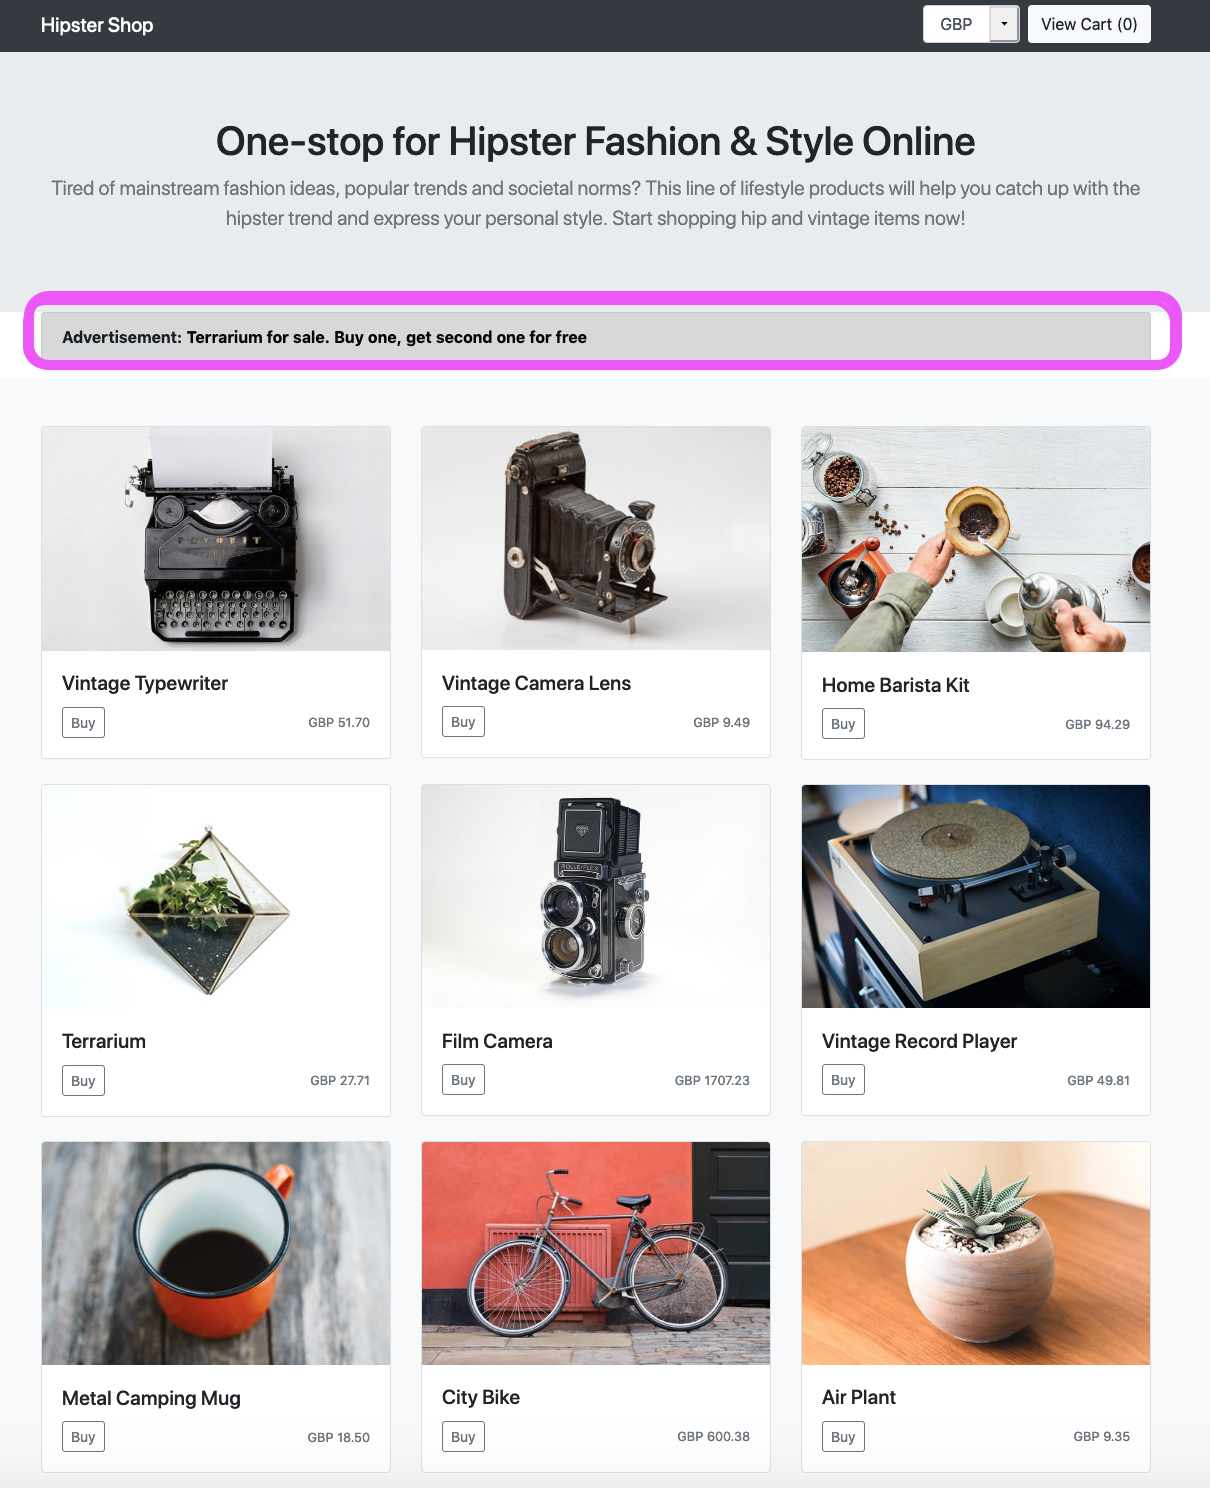 Hipster Shop
GBP
View Cart (0)
One-stop for Hipster Fashion & Style Online
Tired of mainstream fashion ideas, popular trends and societal norms? This line of lifestyle products will help you catch up with the
hipster trend and express your personal style. Start shopping hip and vintage items now!
Advertisement: Terrarium for sale. Buy one, get second one for free
FAVORIT
Vintage Typewriter
Buy
GBP 51.70
Vintage Camera Lens
Buy
GBP 9.49
Home Barista Kit
Buy
GBP 94.29
ROLLEIFLEX
Terrarium
Buy
GBP 27.71
Film Camera
Buy
GBP 1707.23
Vintage Record Player
Buy
GBP 49.81
Metal Camping Mug
Buy
GBP 18.50
City Bike
Buy
GBP 600.38
Air Plant
Buy
GBP 9.35